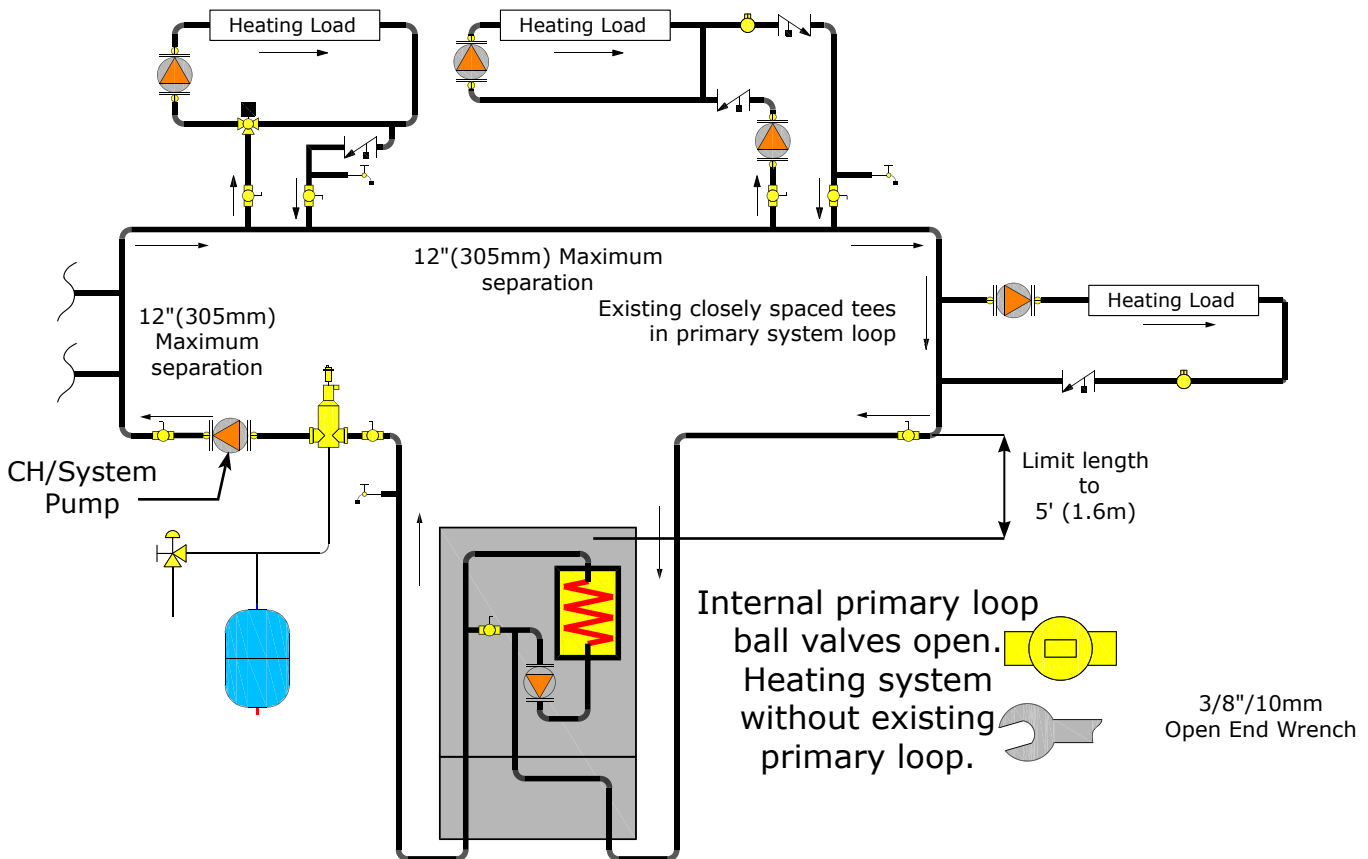 Heating Load
Heating Load
12"(305mm) Maximum
separation
12"(305mm)
Maximum
separation
Existing closely spaced tees
in primary system loop
Heating Load
CH/System
Pump
Limit length
to
5' (1.6m)
Internal primary loop
ball valves open.
Heating system
without existing
primary loop.
3/8"/10mm
Open End Wrench